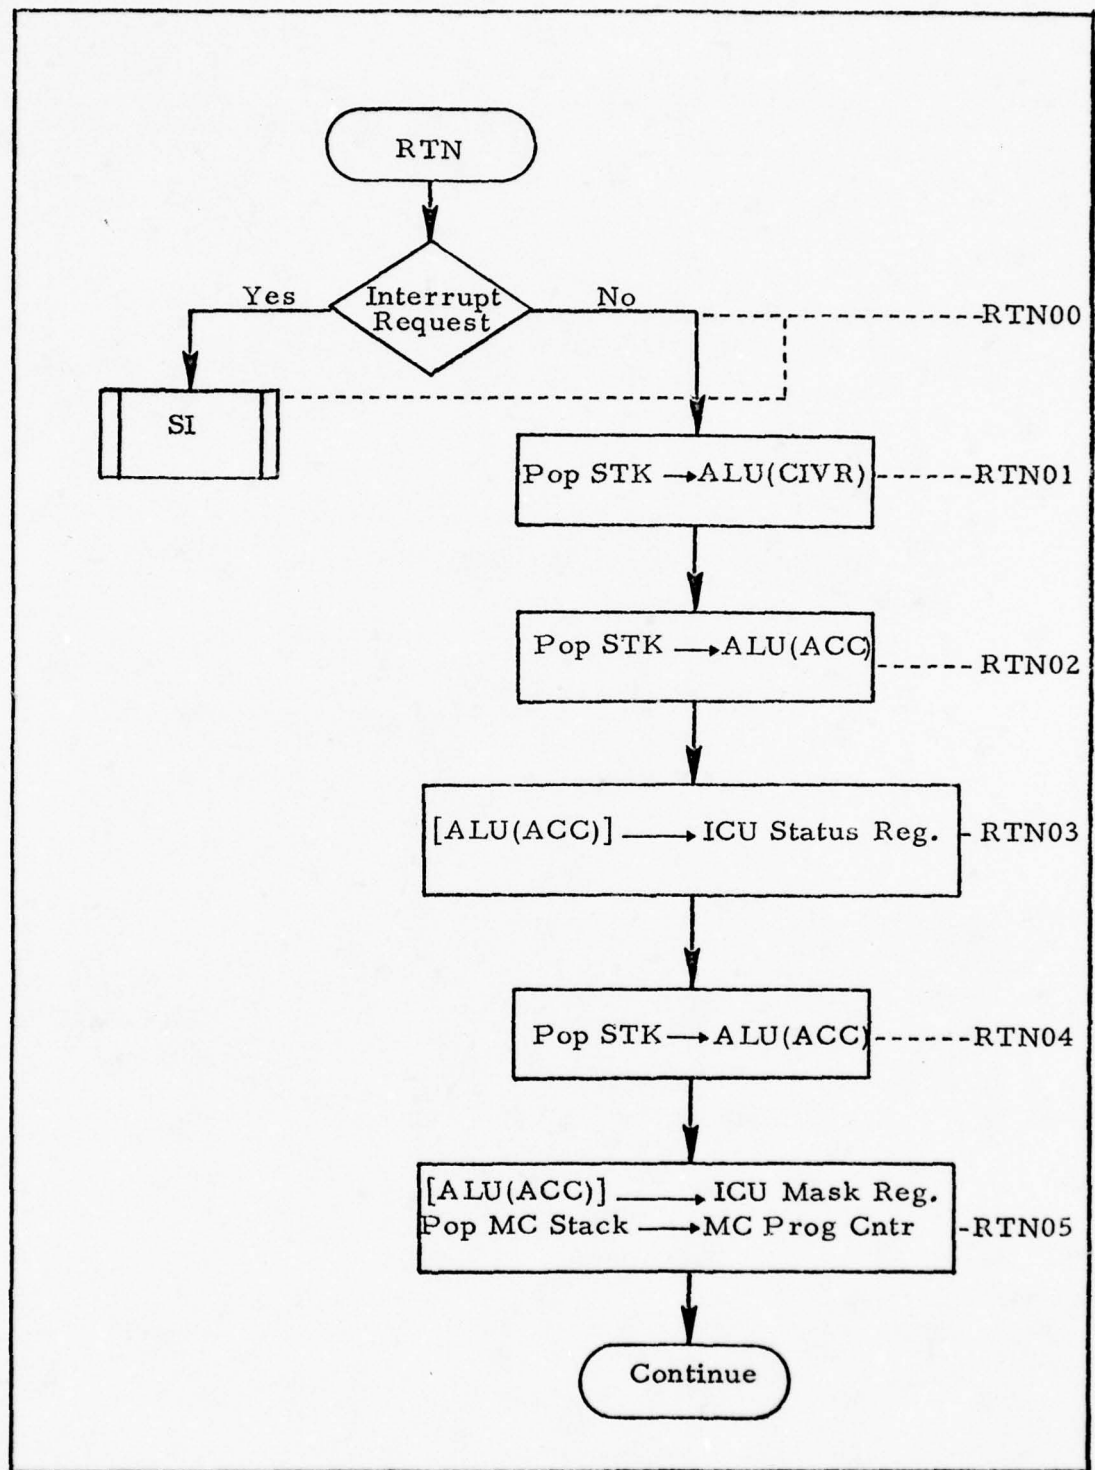 RTN
Interrupt
Request
Yes
No
RTN00
SI
Pop STK → ALU(CIVR)
RTN01
Pop STK → ALU(ACC)
RTN02
[ALU(ACC)] → ICU Status Reg.
RTN03
Pop STK → ALU(ACC)
RTN04
[ALU(ACC)] → ICU Mask Reg.
Pop MC Stack → MC Prog Cntr
RTN05
Continue